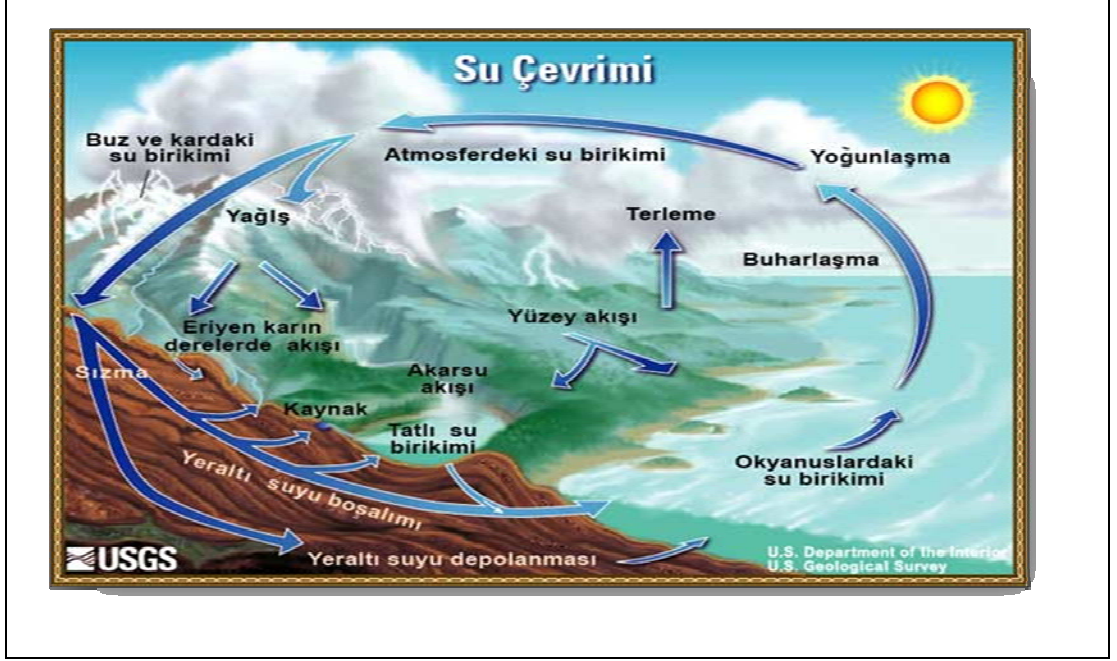 Su Çevrimi
Buz ve kardaki
su birikimi
Atmosferdeki su birikimi
Yoğunlaşma
Yağış
Terleme
Buharlaşma
Yüzey akışı
Eriyen karın
derelerde akışı
Sızma
Akarsu
akışı
Kaynak
Tatlı su
birikimi
Okyanuslardaki
su birikimi
Yeraltı suyu boşalımı
Yeraltı suyu depolanması
USGS
U.S. Department of the Interior
U.S. Geological Survey